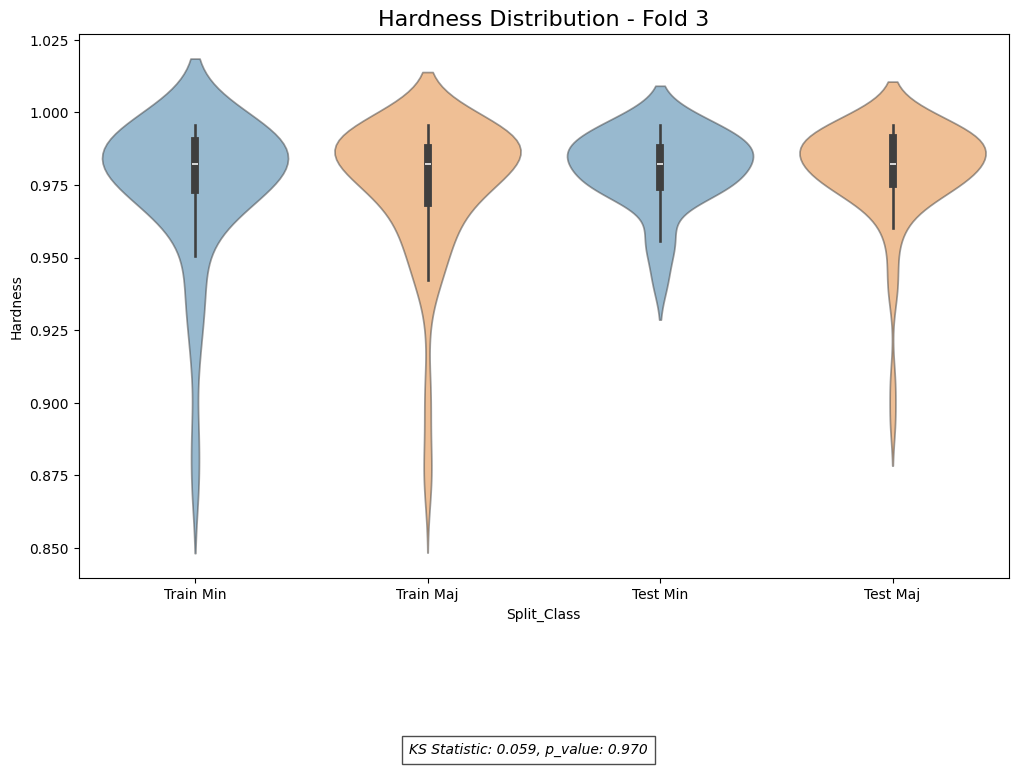 Hardness Distribution - Fold 3
1.025
1.000
0.975
0.950
0.925
0.900
0.875
0.850
Hardness
Train Min
Train Maj
Test Min
Test Maj
Split_Class
KS Statistic: 0.059, p_value: 0.970